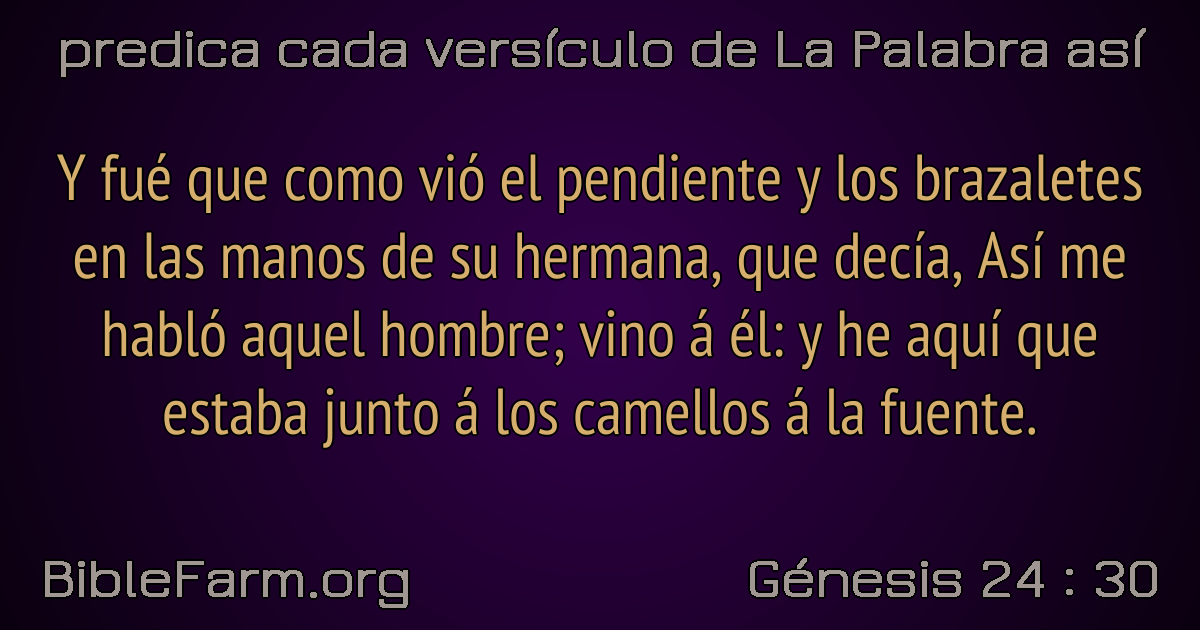 predica cada versículo de La Palabra así
Y fué que como vió el pendiente y los brazaletes
en las manos de su hermana, que decía, Así me
habló aquel hombre; vino á él: y he aquí que
estaba junto á los camellos á la fuente.
BibleFarm.org
Génesis 24 : 30